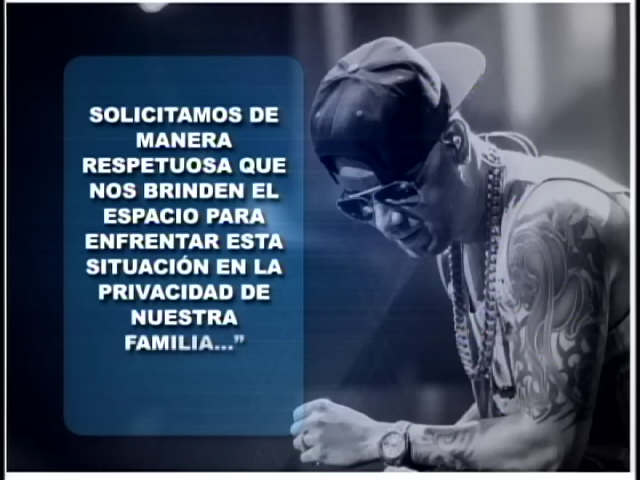 SOLICITAMOS DE
MANERA
RESPETUOSA QUE
NOS BRINDEN EL
ESPACIO PARA
ENFRENTAR ESTA
SITUACIÓN EN LA
PRIVACIDAD DE
NUESTRA
FAMILIA..."